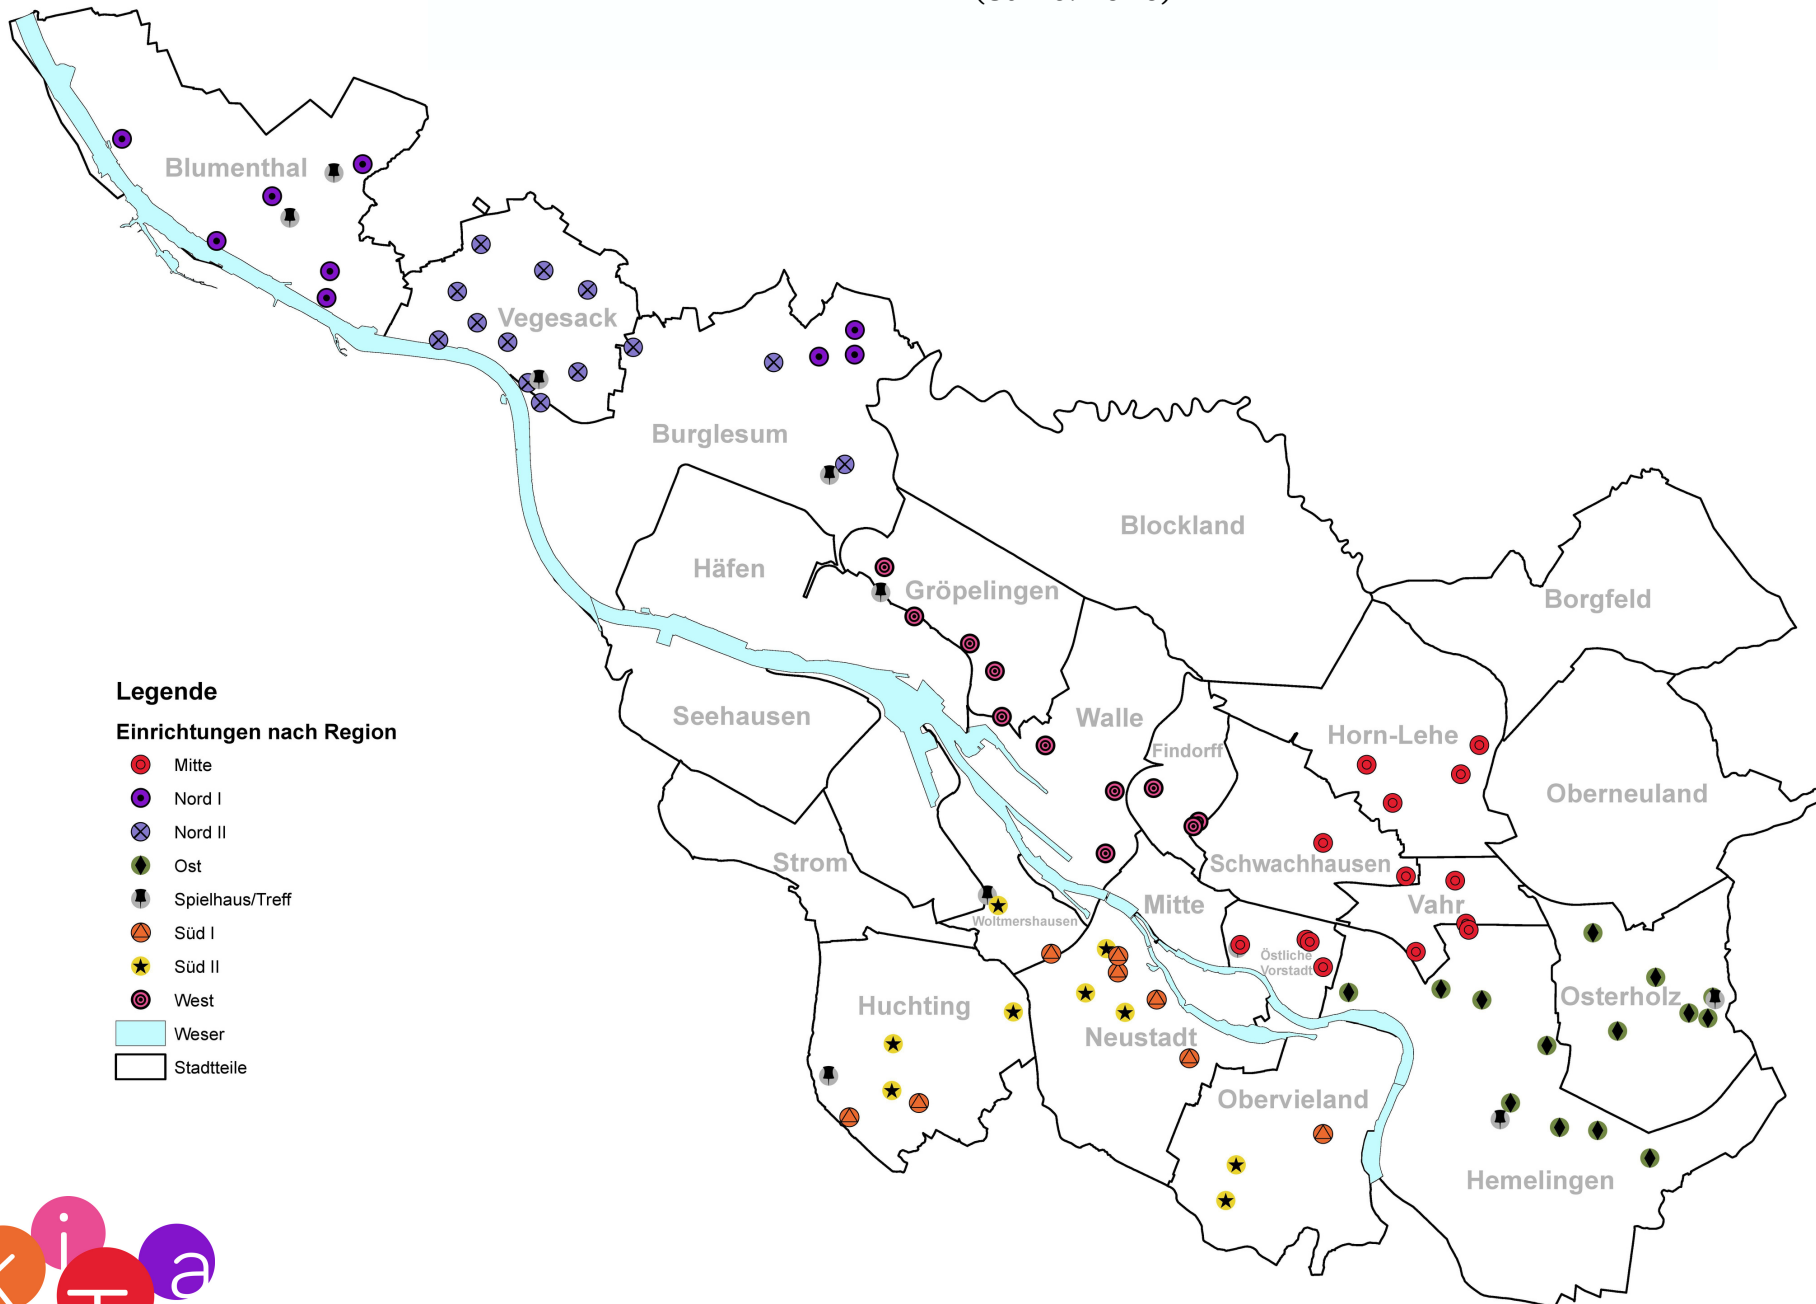 Blumenthal
Vegesack
Burglesum
Blockland
Häfen
Gröpelingen
Borgfeld
Seehausen
Walle
Findorff
Horn-Lehe
Oberneuland
Strom
Schwachhausen
Mitte
Vahr
Woltmershausen
Östliche
Vorstadt
Huchting
Neustadt
Osterholz
Obervieland
Hemelingen
Legende
Einrichtungen nach Region
Mitte
Nord I
Nord II
Ost
Spielhaus/Treff
Süd I
Süd II
West
Weser
Stadtteile
KiTa